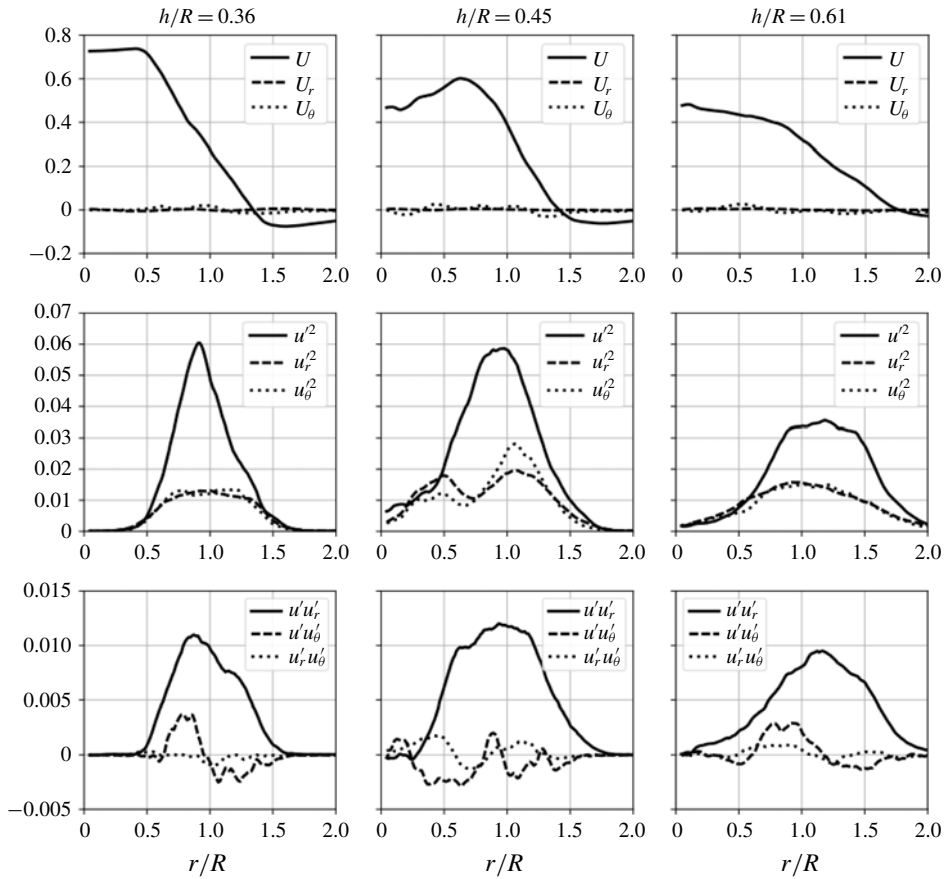 h/R = 0.36
h/R = 0.45
h/R = 0.61
0.8
0.6
0.4
0.2
0
−0.2
U
U_r
U_θ
U
U_r
U_θ
U
U_r
U_θ
0 0.5 1.0 1.5 2.0
0 0.5 1.0 1.5 2.0
0 0.5 1.0 1.5 2.0
0.07
0.06
0.05
0.04
0.03
0.02
0.01
0
u′²
u_r′²
u_θ′²
u′²
u_r′²
u_θ′²
u′²
u_r′²
u_θ′²
0 0.5 1.0 1.5 2.0
0 0.5 1.0 1.5 2.0
0 0.5 1.0 1.5 2.0
0.015
0.010
0.005
0
−0.005
u′u_r′
u′u_θ′
u_r′u_θ′
u′u_r′
u′u_θ′
u_r′u_θ′
u′u_r′
u′u_θ′
u_r′u_θ′
0 0.5 1.0 1.5 2.0
0 0.5 1.0 1.5 2.0
0 0.5 1.0 1.5 2.0
r/R
r/R
r/R